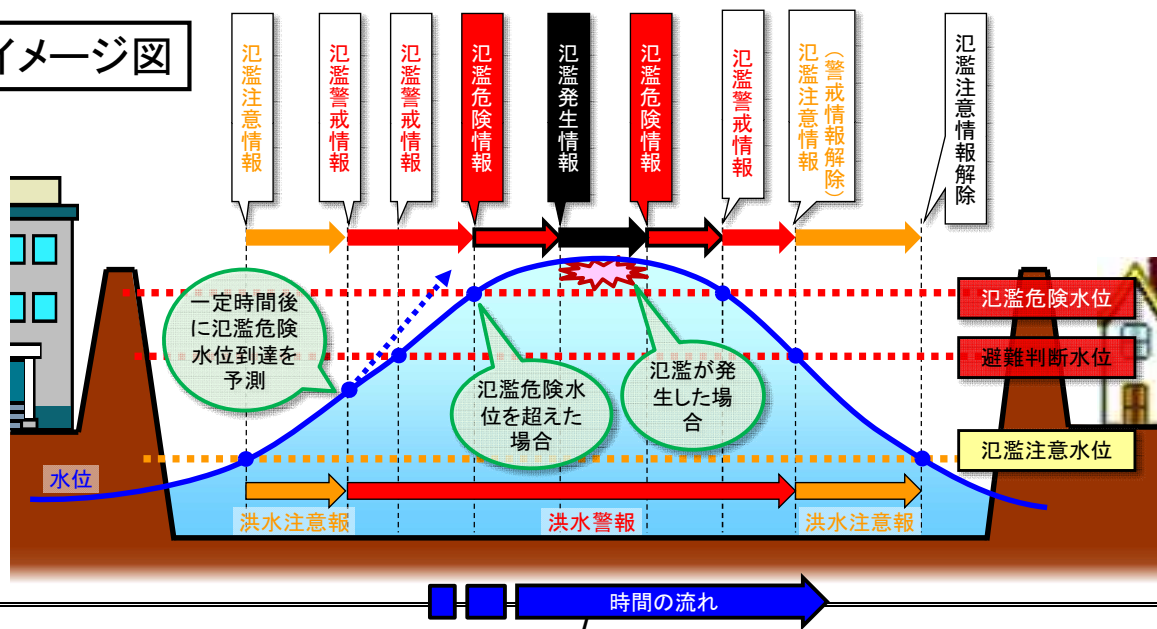 イメージ図
氾濫注意情報
氾濫警戒情報
氾濫警戒情報
氾濫危険情報
氾濫発生情報
氾濫危険情報
氾濫警戒情報
氾濫注意情報
（警戒情報解除）
氾濫注意情報解除
一定時間後
に氾濫危険
水位到達を
予測
氾濫危険水
位を超えた
場合
氾濫が発
生した場
合
氾濫危険水位
避難判断水位
氾濫注意水位
水位
洪水注意報
洪水警報
洪水注意報
時間の流れ